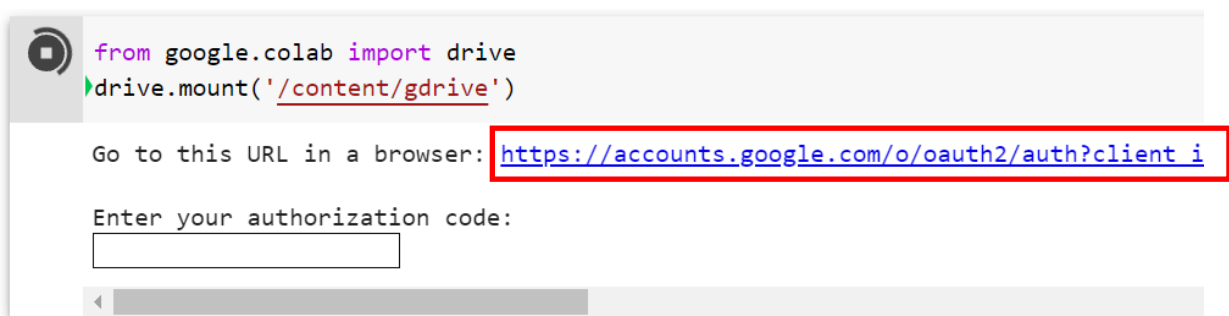 from google.colab import drive
drive.mount('/content/gdrive')
Go to this URL in a browser: https://accounts.google.com/o/oauth2/auth?client_i
Enter your authorization code: